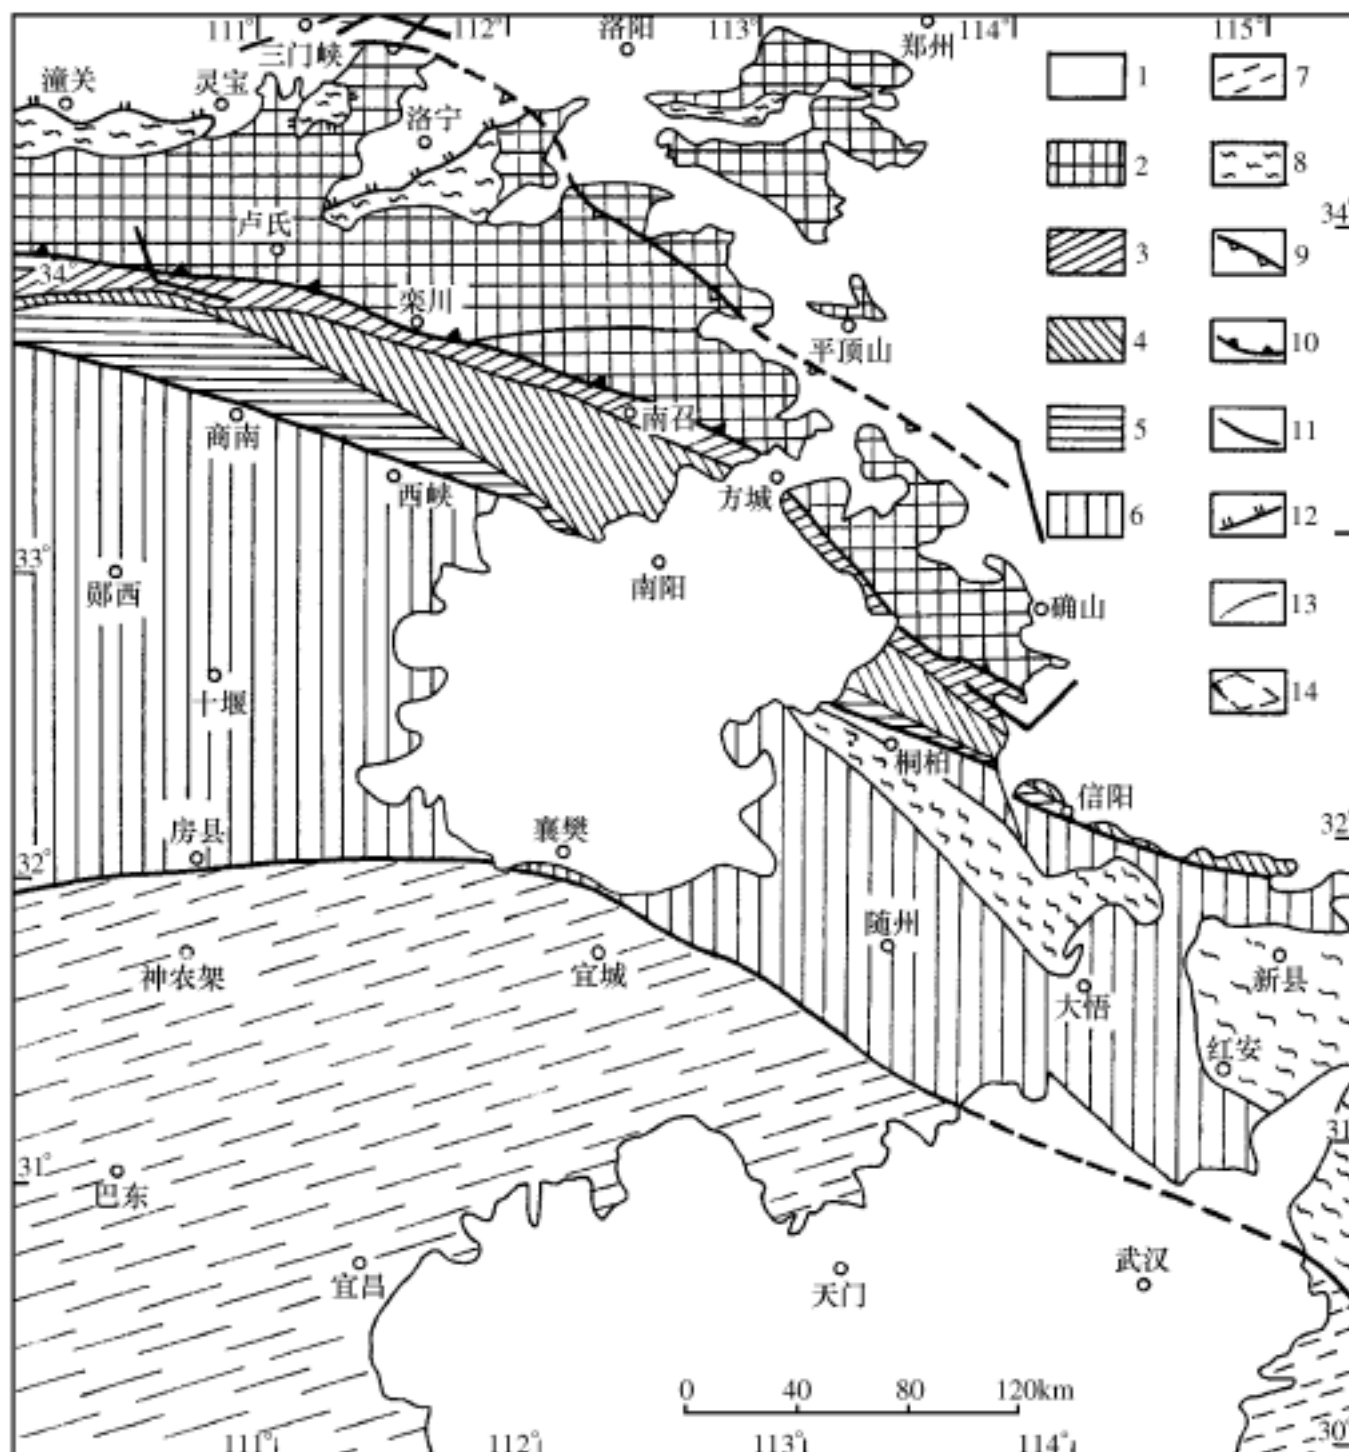 111° 112° 113° 114° 115°
三门峡 洛阳 郑州
潼关 灵宝 洛宁
卢氏
34° 34°
栾川
平顶山
南召
商南
西峡 方城
33°
郧西 南阳 确山
十堰
桐柏
信阳
房县 襄樊
32° 32°
随州
神农架 宜城 新县
大悟
红安
31° 31
巴东
宜昌 天门 武汉
0 40 80 120km
111° 112° 113° 114° 30°
1 7
2 8
3 9
4 10
5 11
6 12
13
14